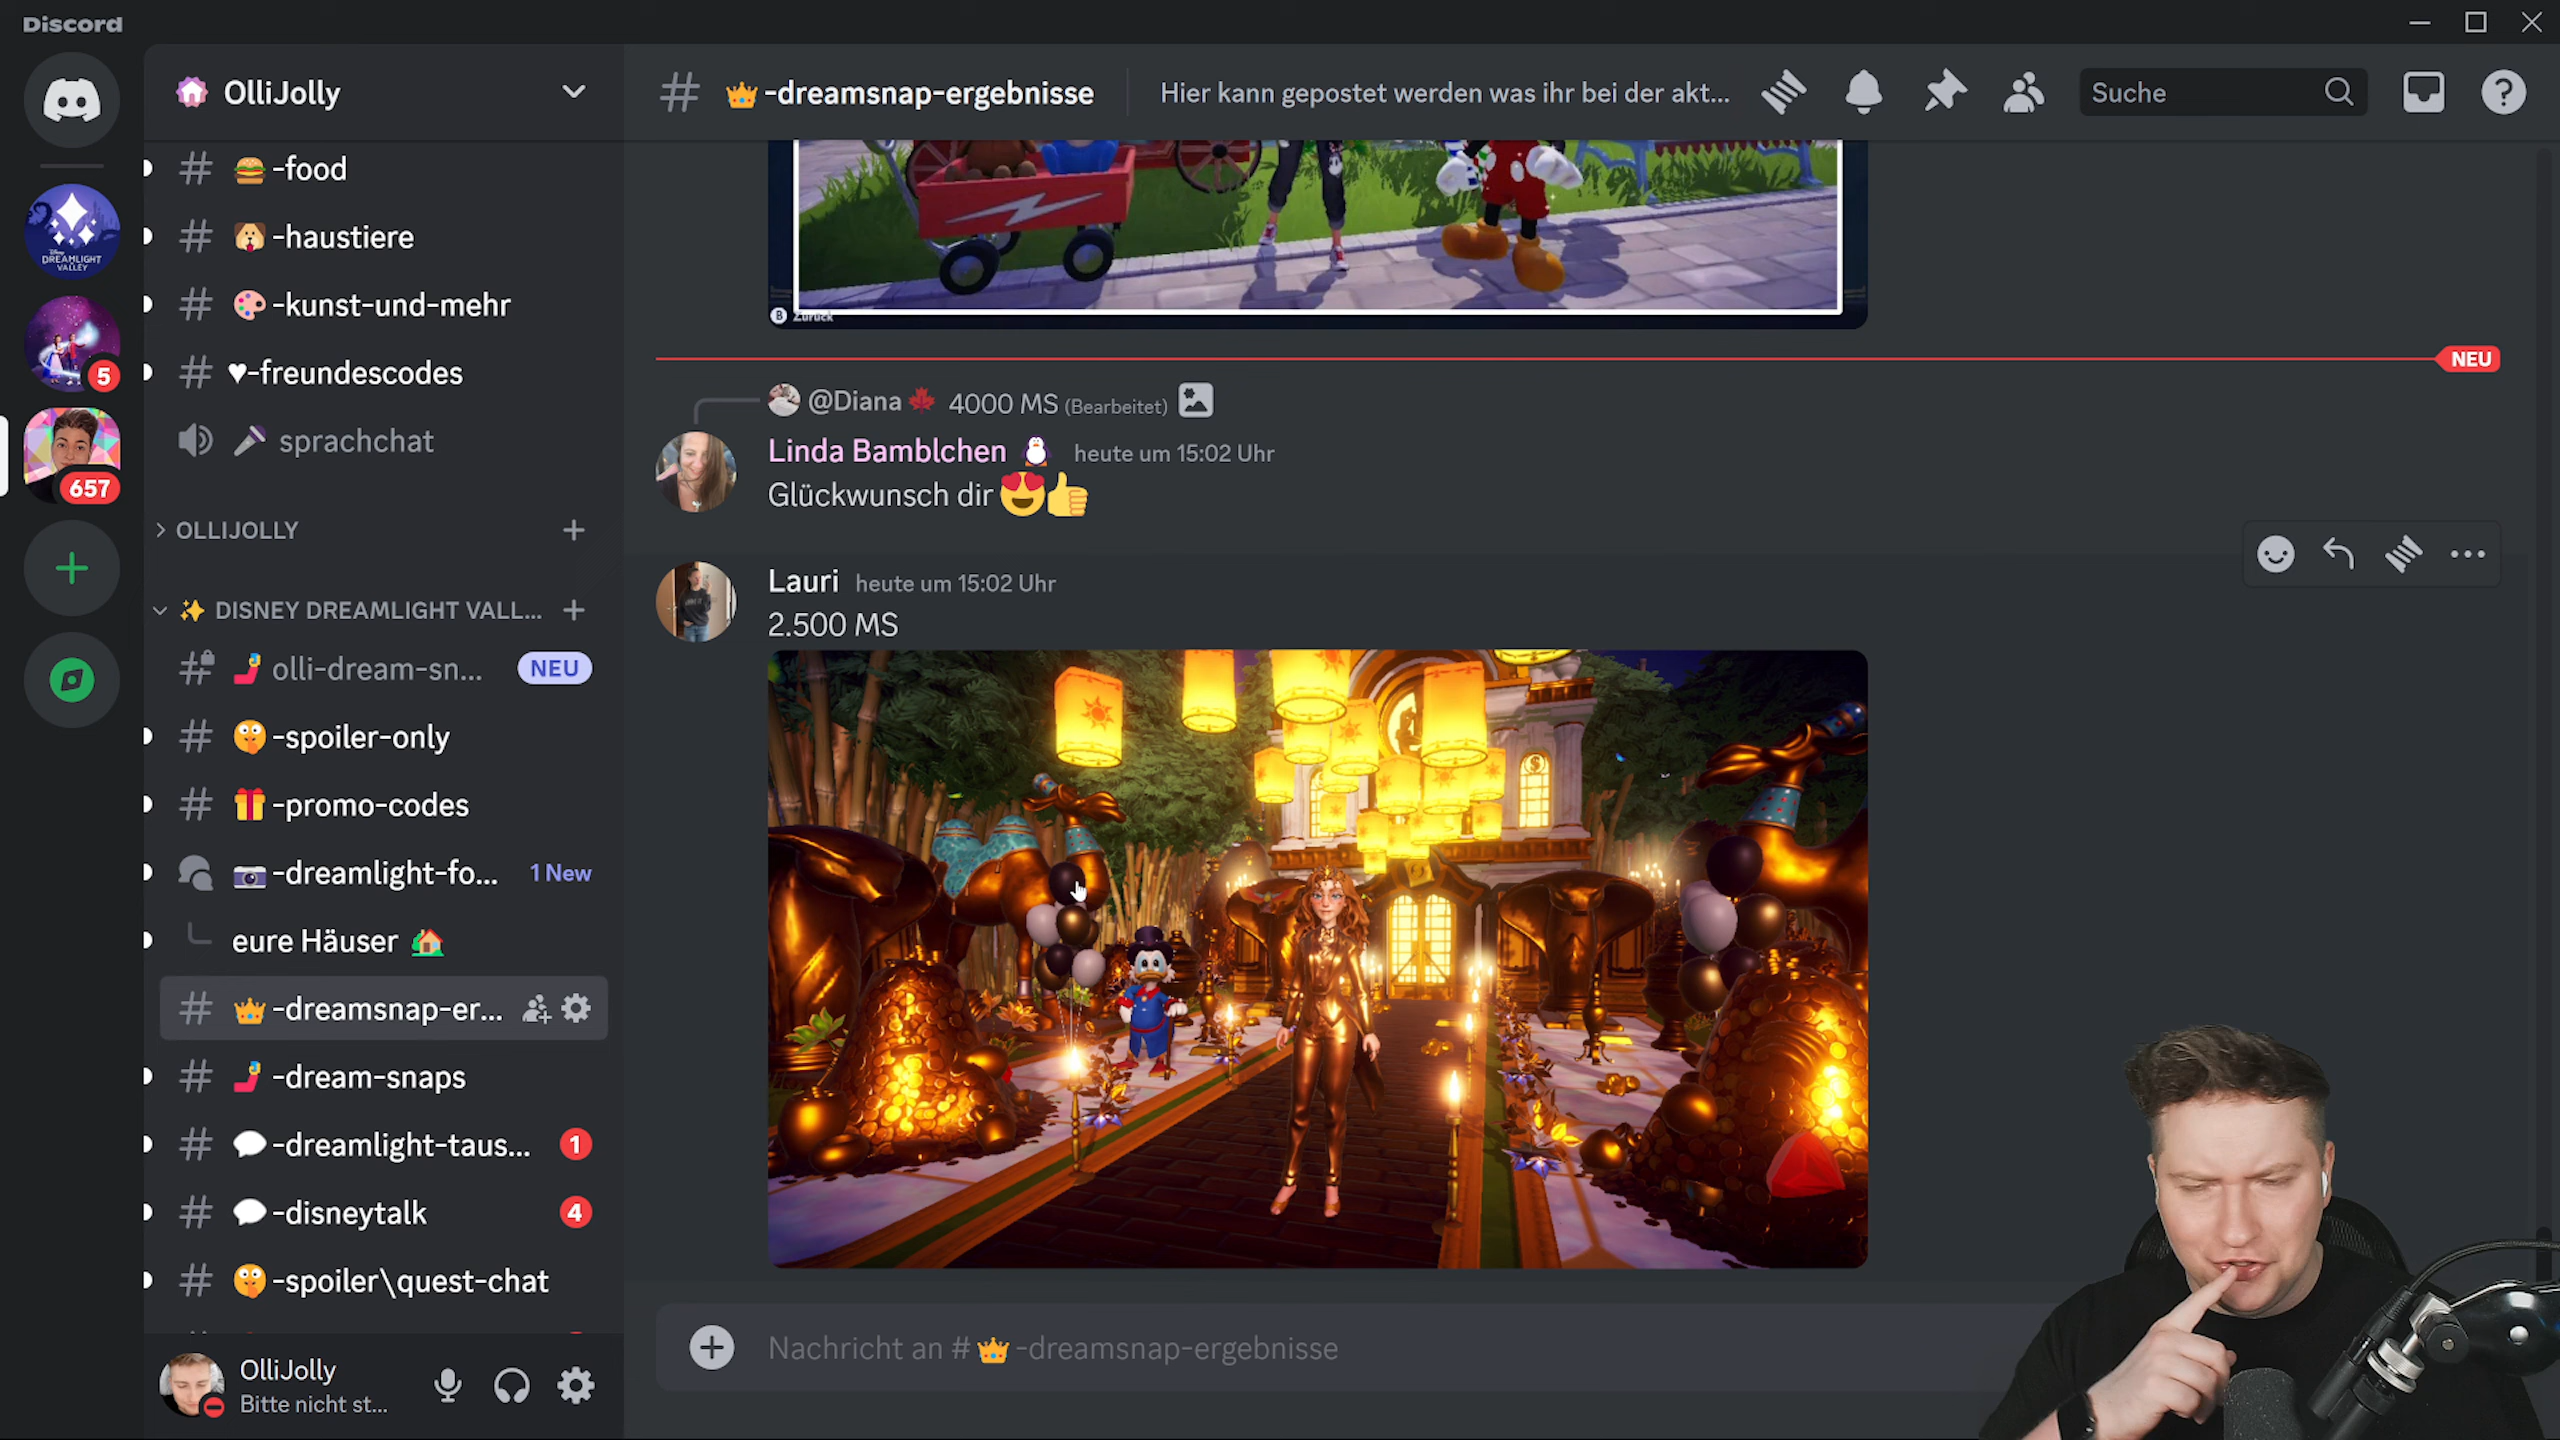 Discord
OlliJolly
-dreamsnap-ergebnisse
Hier kann gepostet werden was ihr bei der akt...
Suche
DREAMLIGHT
VALLEY
5
657
-food
-haustiere
-kunst-und-mehr
-freundescodes
sprachchat
OLLIJOLLY
DISNEY DREAMLIGHT VALL...
olli-dream-sn...
NEU
-spoiler-only
-promo-codes
-dreamlight-fo...
1 New
eure Häuser
-dreamsnap-er...
-dream-snaps
-dreamlight-taus...
1
-disneytalk
4
-spoiler\quest-chat
OlliJolly
Bitte nicht st...
B Zurück
NEU
@Diana 4000 MS (Bearbeitet)
Linda Bamblchen heute um 15:02 Uhr
Glückwunsch dir
Lauri heute um 15:02 Uhr
2.500 MS
Nachricht an # -dreamsnap-ergebnisse